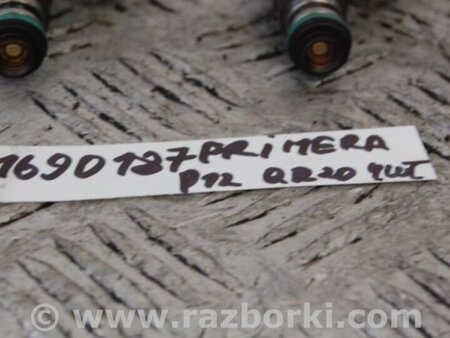 1690187 PRIMERA
P12 QR20 4шт
© www.razborki.com